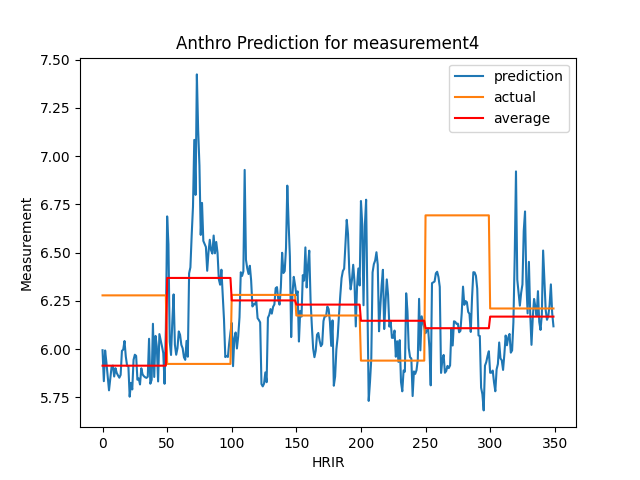 Anthro Prediction for measurement4
7.50
7.25
7.00
6.75
6.50
6.25
6.00
5.75
Measurement
prediction
actual
average
0 50 100 150 200 250 300 350
HRIR